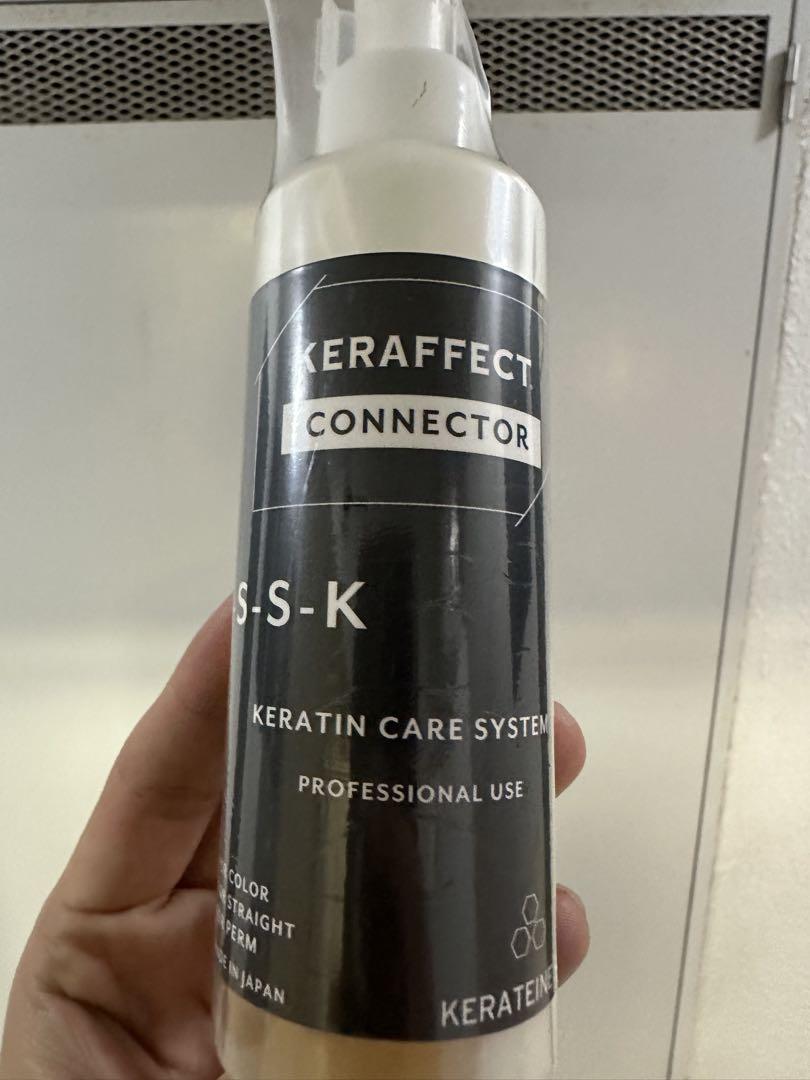 KERAFFECT
CONNECTOR
-S-S-K
KERATIN CARE SYSTEM
PROFESSIONAL USE
COLOR
STRAIGHT
PERM
IN JAPAN
KERATEINE